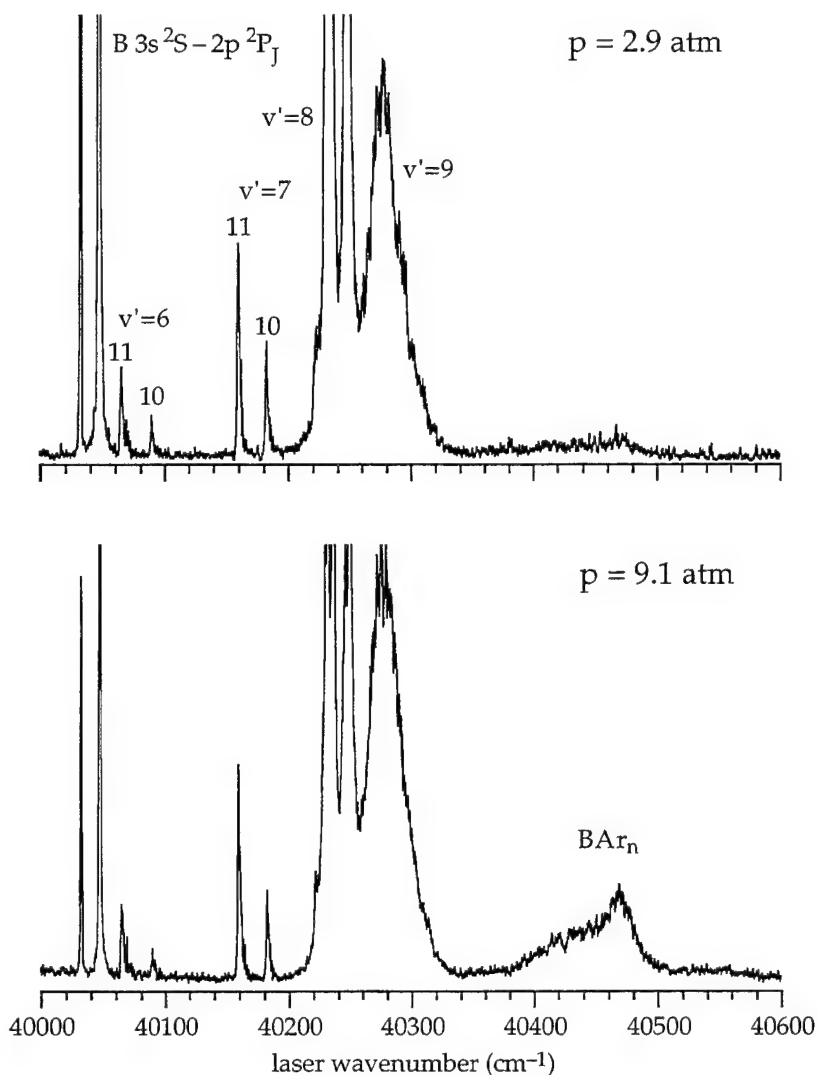 B 3s ²S – 2p ²P_J
p = 2.9 atm
v'=8
v'=9
v'=7
11
10
v'=6
11
10
p = 9.1 atm
BAr_n
40000 40100 40200 40300 40400 40500 40600
laser wavenumber (cm⁻¹)